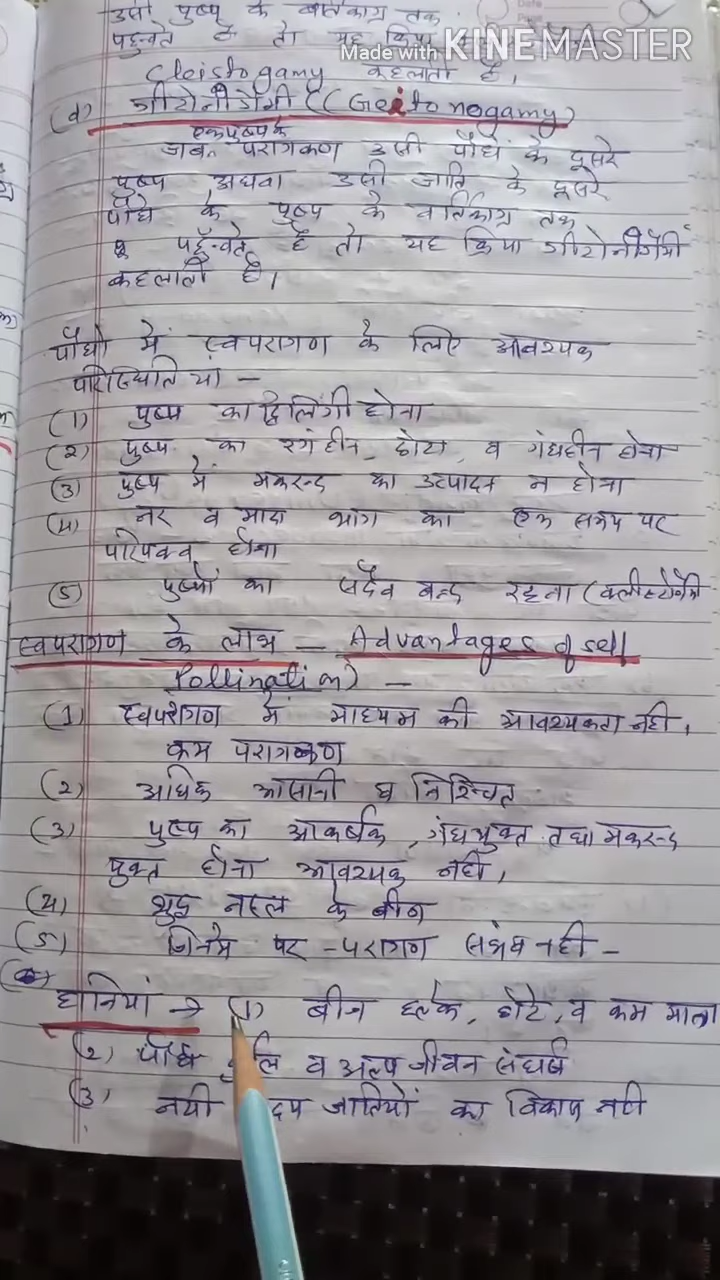 उसी पुष्प के वर्तिकाग्र तक
पहुन्चते है तो यह क्रिया
Made with KINEMASTER
Cleistogamy कहलाता है,
(d) गीटोनोगेमी ((Geitonogamy)
एकपुष्पके
जब परागकण उसी पौधे के दूसरे
पुष्प अथवा उसी जाति के दूसरे
पौधे के पुष्प के वर्तिकाग्र तक
पहुँन्चते है तो यह क्रिया गीटोनोगेमी
कहलाती है।
पौधो में स्वपरागण के लिए आवश्यक
परिस्थितियां -
(1) पुष्प का द्विलिंगी होना
(२) पुष्प का रगंहीन, छोटा, व गंधहीन होना
(3) पुष्प में मकरन्द का उत्पादन न होना
(4) नर व मादा भाग का एक समय पर
परिपक्व होना
(5) पुष्पों का सदैव बन्द रहना (क्लीस्टोगेमी
स्वपरागण के लाभ - Advantages of self
Pollination) -
(1) स्वपरागण में माध्यम की आवश्यकता नही,
कम परागकण
(2) अधिक आसानी व निश्चित
(3) पुष्प का आकर्षक, गंधयुक्त तथा मकरन्द
युक्त होना आवश्यक नही,
(4) शुद्ध नस्ल के बीज
(5) जिनमे पर -परागण संभव नही -
हानियां → (1) बीज हल्के, छोटे, व कम मात्रा
(2) पौधे व अल्प जीवन संघर्ष
(3) नयी जातियों का विकास नही